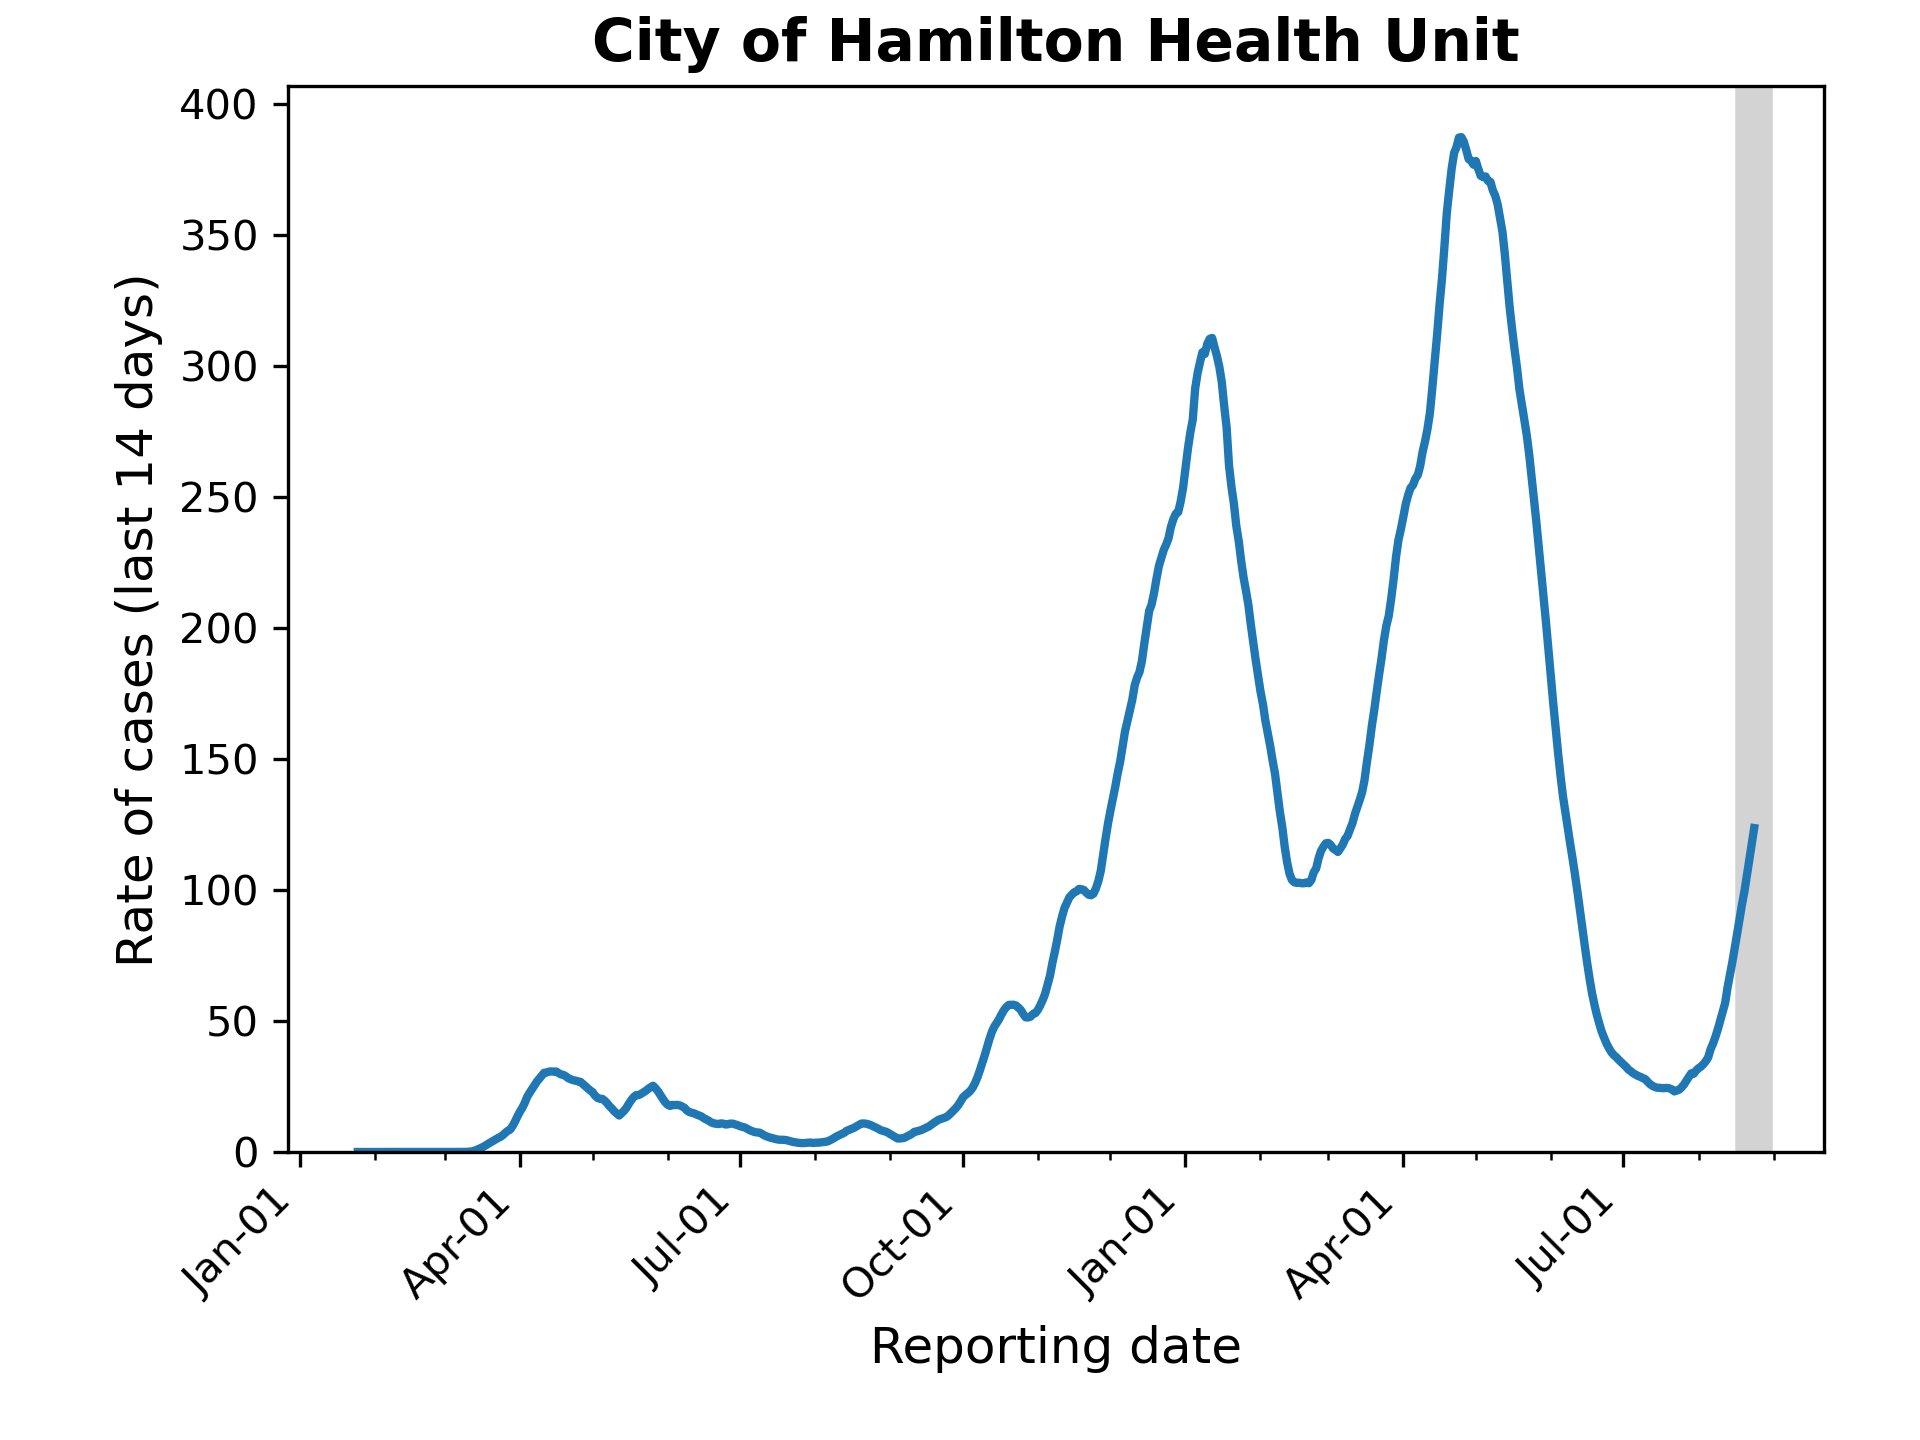 City of Hamilton Health Unit
Rate of cases (last 14 days)
400
350
300
250
200
150
100
50
0
Jan-01
Apr-01
Jul-01
Oct-01
Jan-01
Apr-01
Jul-01
Reporting date